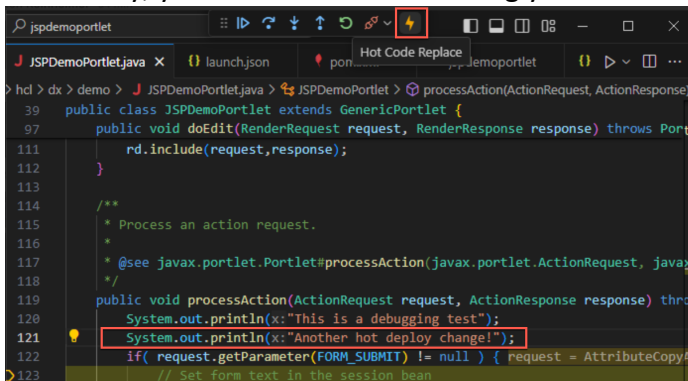 jspdemoportlet
Hot Code Replace
JSPDemoPortlet.java
launch.json
demoportlet
> hcl > dx > demo > JSPDemoPortlet.java > JSPDemoPortlet > processAction(ActionRequest, ActionResponse)
39 public class JSPDemoPortlet extends GenericPortlet {
97 public void doEdit(RenderRequest request, RenderResponse response) throws Port
111 rd.include(request,response);
112 }
113
114 /**
115 * Process an action request.
116 *
117 * @see javax.portlet.Portlet#processAction(javax.portlet.ActionRequest, javax
118 */
119 public void processAction(ActionRequest request, ActionResponse response) thro
120 System.out.println(x:"This is a debugging test");
121 System.out.println(x:"Another hot deploy change!");
122 if( request.getParameter(FORM_SUBMIT) != null ) { request = AttributeCopyA
123 // Set form text in the session bean